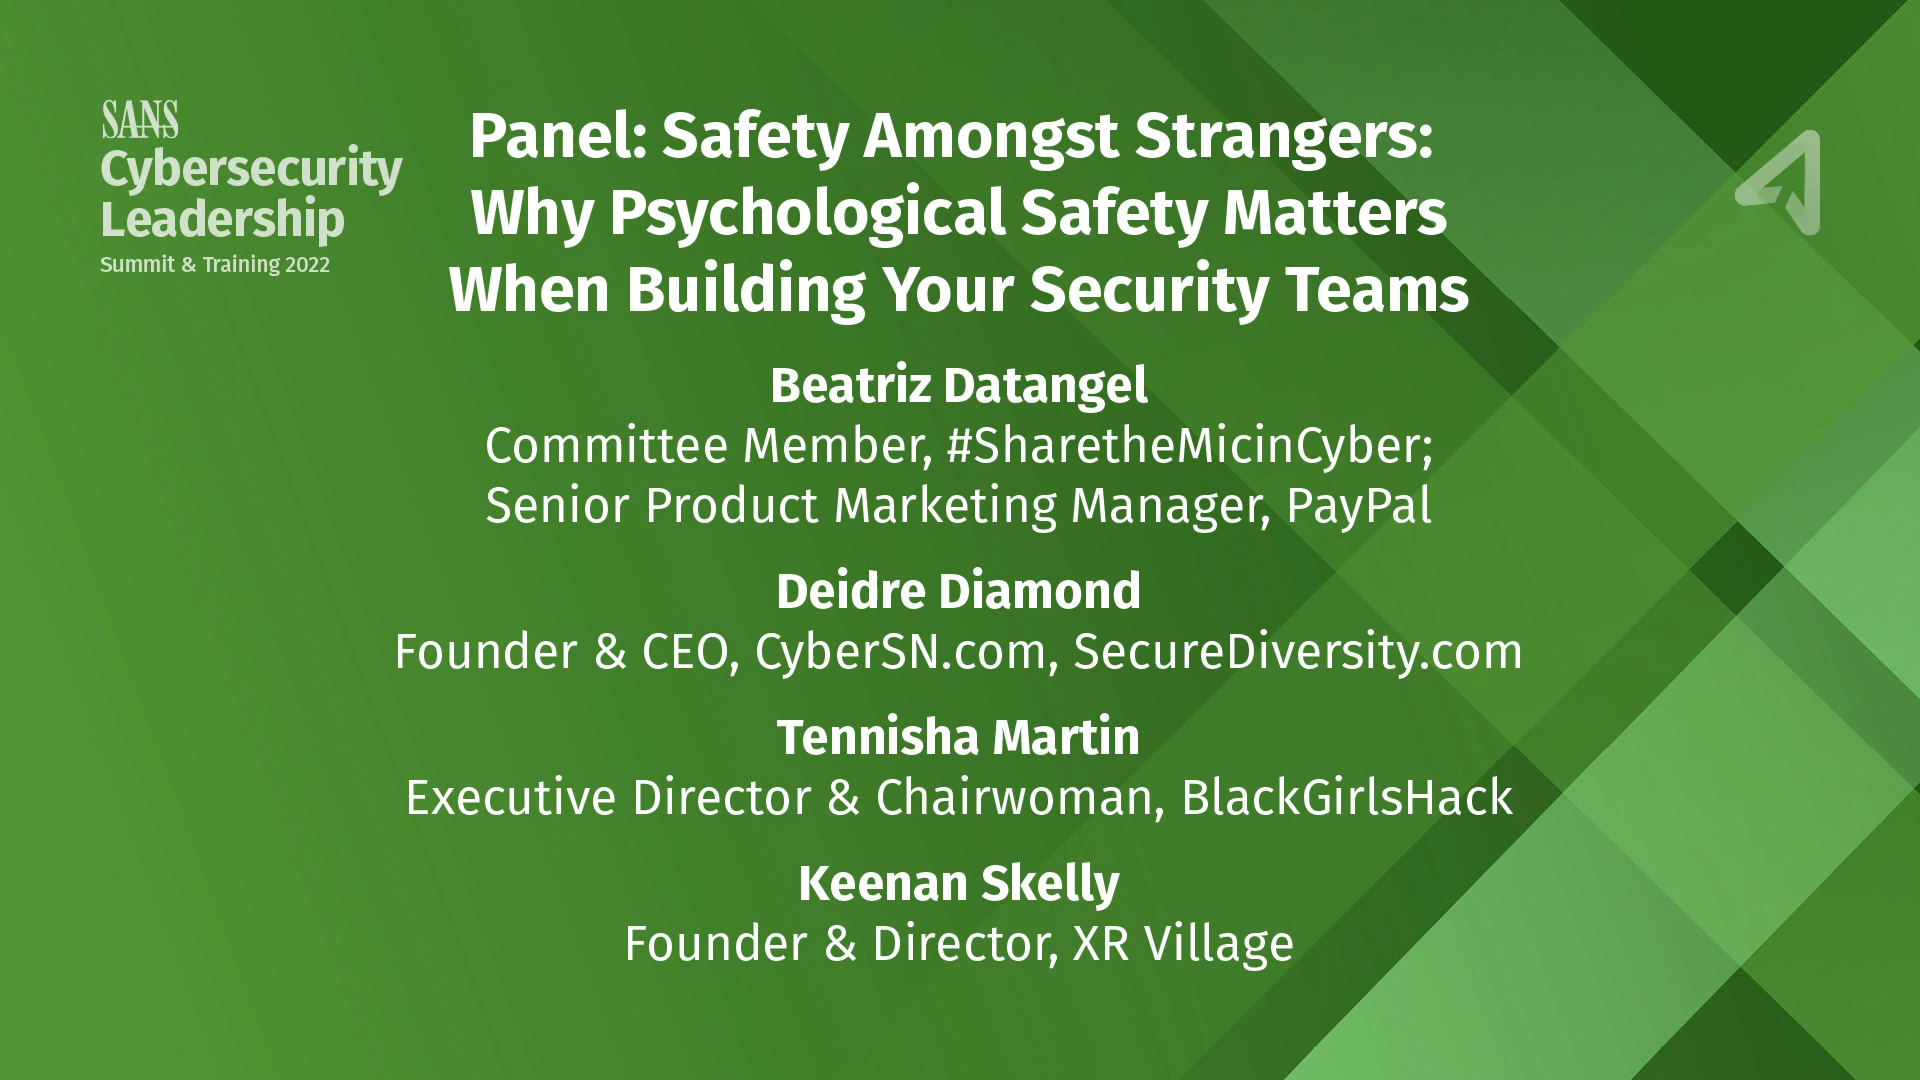 SANS
Cybersecurity
Leadership
Summit & Training 2022
Panel: Safety Amongst Strangers:
Why Psychological Safety Matters
When Building Your Security Teams
Beatriz Datangel
Committee Member, #SharetheMicinCyber;
Senior Product Marketing Manager, PayPal
Deidre Diamond
Founder & CEO, CyberSN.com, SecureDiversity.com
Tennisha Martin
Executive Director & Chairwoman, BlackGirlsHack
Keenan Skelly
Founder & Director, XR Village